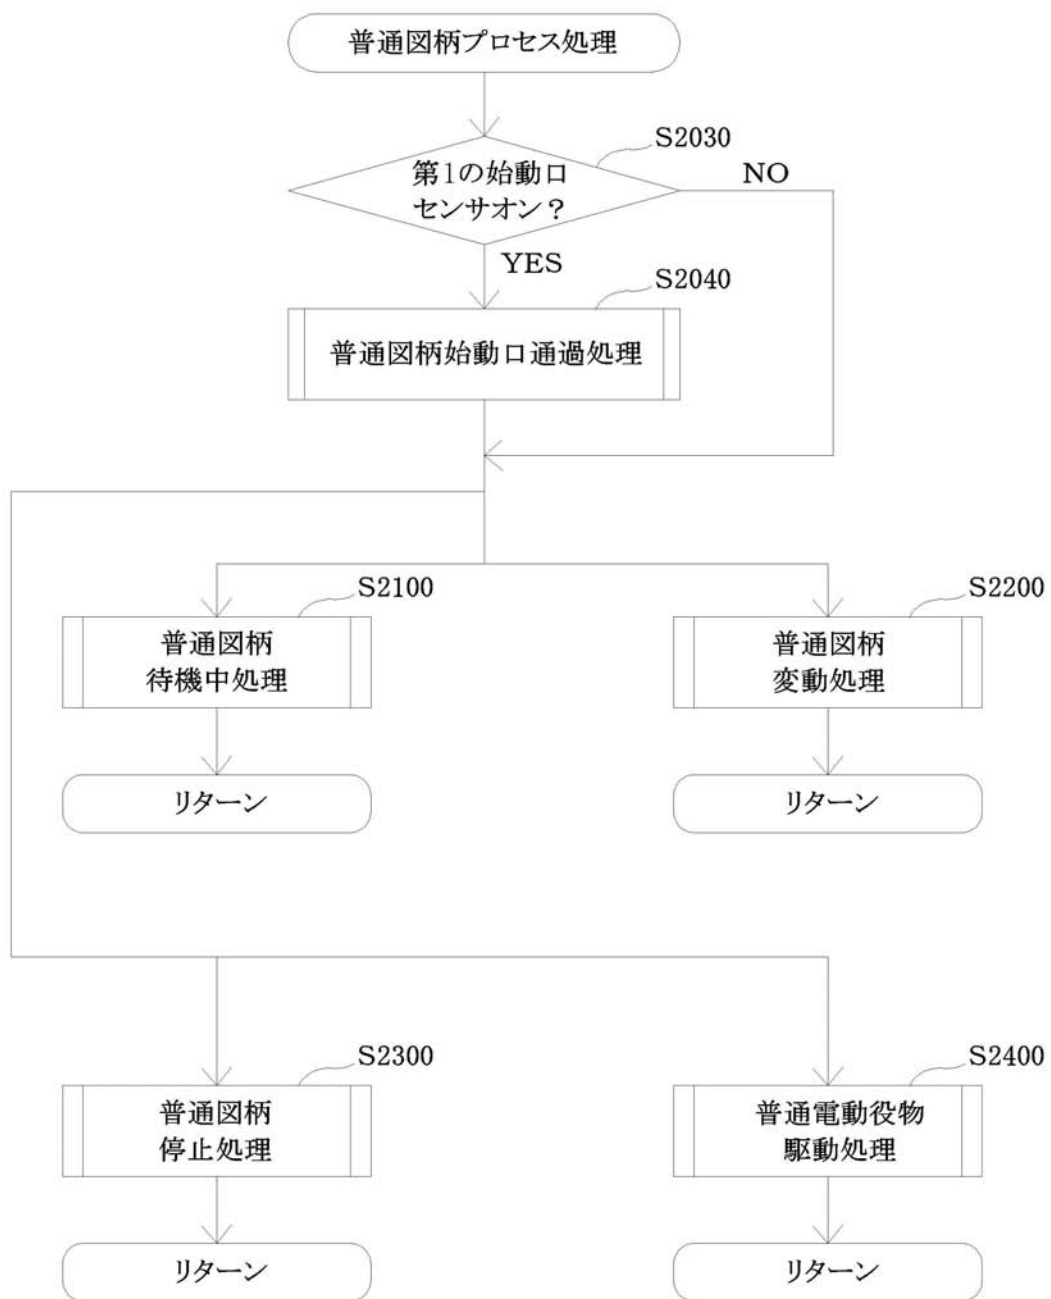 普通図柄プロセス処理
S2030
第1の始動口
センサオン?
NO
YES
S2040
普通図柄始動口通過処理
S2100
普通図柄
待機中処理
リターン
S2200
普通図柄
変動処理
リターン
S2300
普通図柄
停止処理
リターン
S2400
普通電動役物
駆動処理
リターン